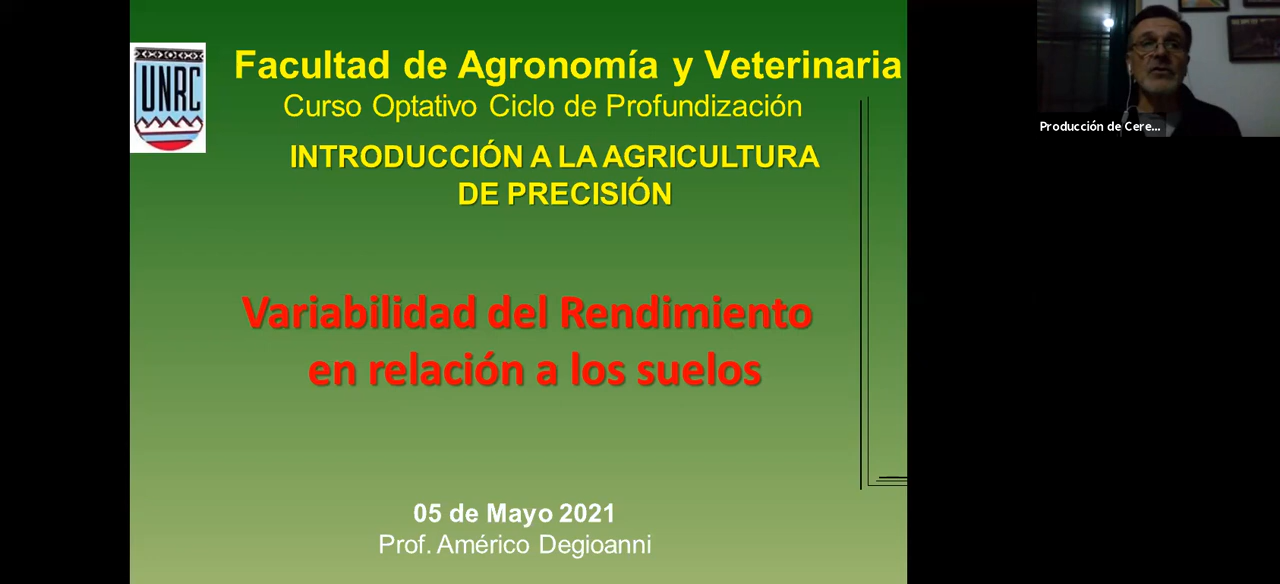 UNRC
Facultad de Agronomía y Veterinaria
Curso Optativo Ciclo de Profundización
INTRODUCCIÓN A LA AGRICULTURA
DE PRECISIÓN
Variabilidad del Rendimiento
en relación a los suelos
05 de Mayo 2021
Prof. Américo Degioanni
Producción de Cere...